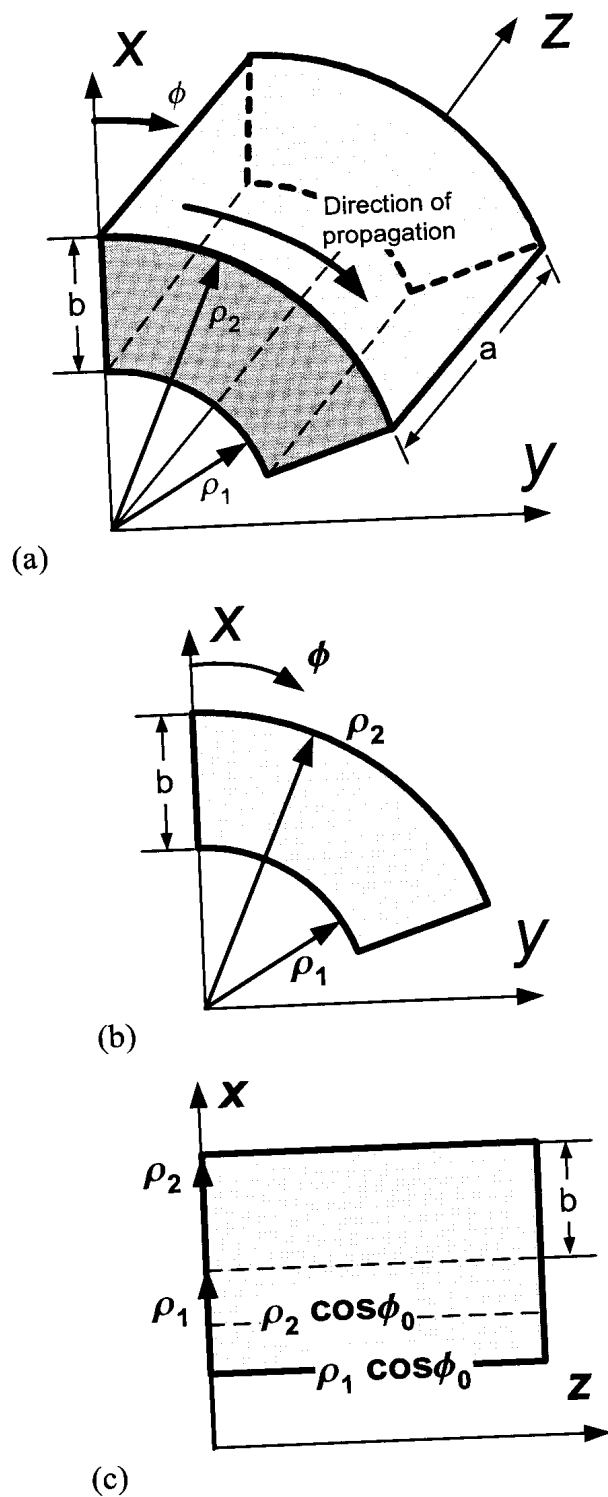 x
z
ϕ
Direction of
propagation
b
ρ₂
a
ρ₁
y
(a)
x
ϕ
ρ₂
b
ρ₁
y
(b)
x
ρ₂
b
ρ₁
ρ₂ cosϕ₀
ρ₁ cosϕ₀
z
(c)